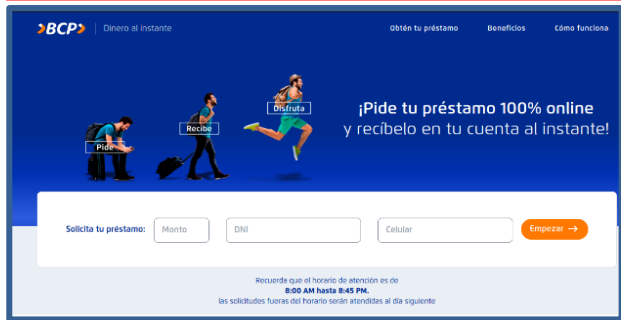 >BCP> | Dinero al instante
Obtén tu préstamo
Beneficios
Cómo funciona
Pide
Recibe
Disfruta
¡Pide tu préstamo 100% online
y recíbelo en tu cuenta al instante!
Solicita tu préstamo:
Monto
DNI
Celular
Empezar →
Recuerda que el horario de atención es de
8:00 AM hasta 8:45 PM.
las solicitudes fueras del horario serán atendidas al día siguiente